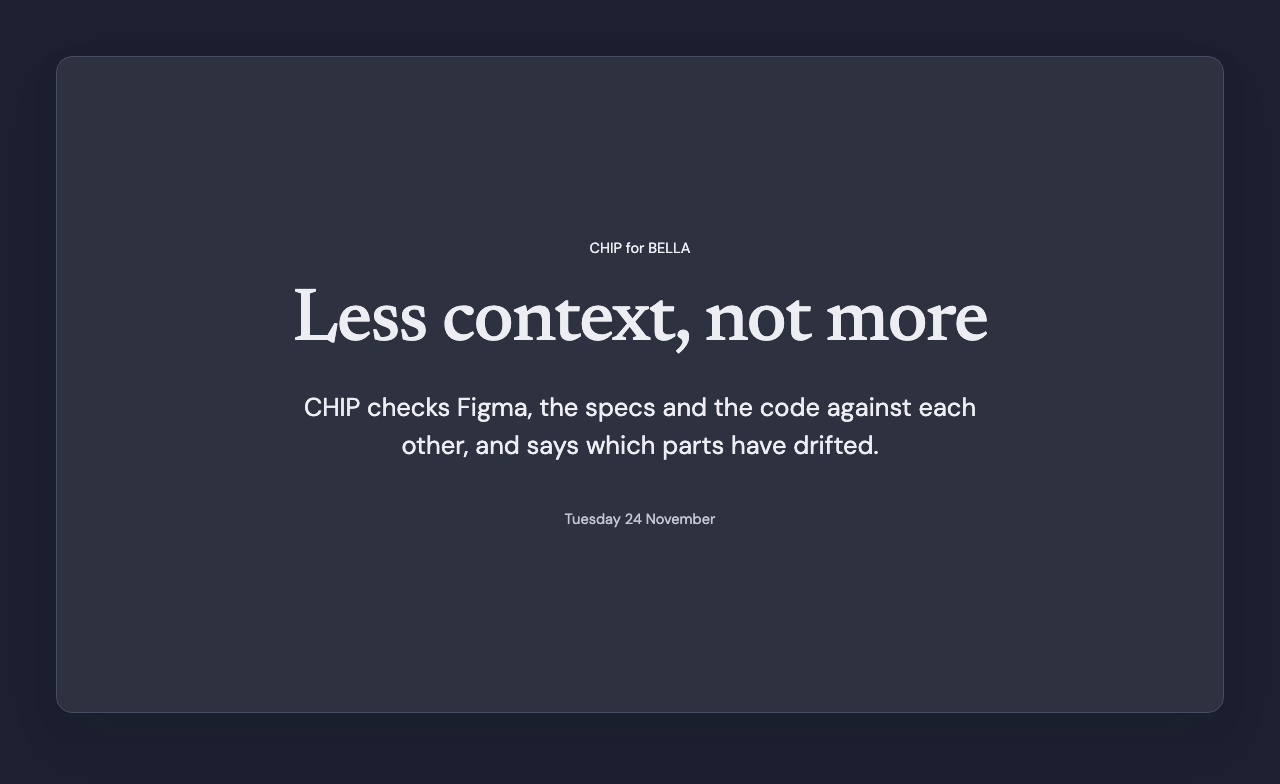 CHIP for BELLA
Less context, not more
CHIP checks Figma, the specs and the code against each
other, and says which parts have drifted.
Tuesday 24 November